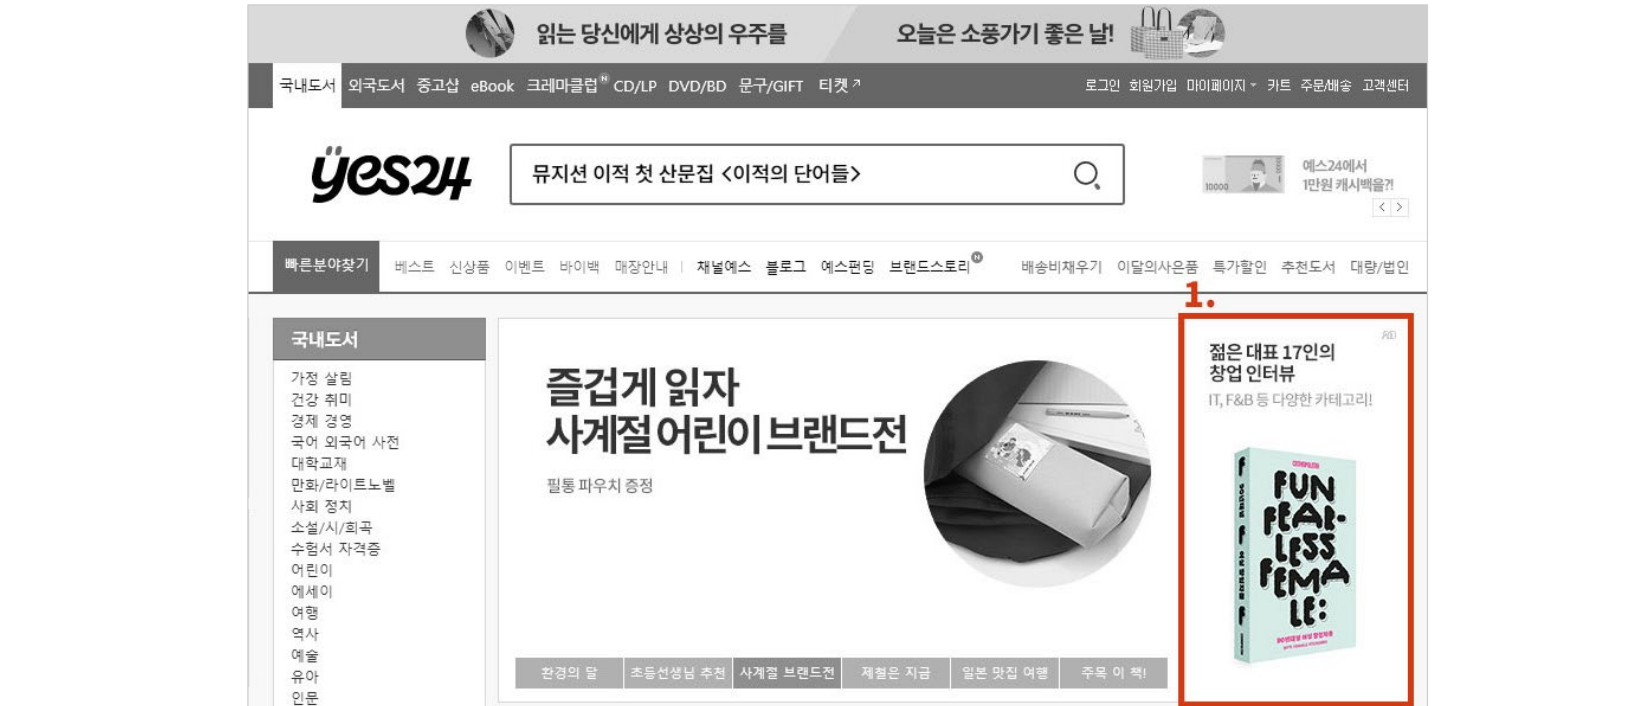 읽는 당신에게 상상의 우주를
오늘은 소풍가기 좋은 날!
국내도서 외국도서 중고샵 eBook 크레마클럽 N CD/LP DVD/BD 문구/GIFT 티켓
로그인 회원가입 마이페이지 카트 주문/배송 고객센터
yes24
뮤지션 이적 첫 산문집 <이적의 단어들>
10000
예스24에서
1만원 캐시백을?!
빠른분야찾기 베스트 신상품 이벤트 바이백 매장안내 채널예스 블로그 예스펀딩 브랜드스토리 N 배송비채우기 이달의사은품 특가할인 추천도서 대량/법인
1.
국내도서
가정 살림
건강 취미
경제 경영
국어 외국어 사전
대학교재
만화/라이트노벨
사회 정치
소설/시/희곡
수험서 자격증
어린이
에세이
여행
역사
예술
유아
인문
즐겁게 읽자
사계절 어린이 브랜드전
필통 파우치 증정
환경의 달 초등선생님 추천 사계절 브랜드전 제철은 지금 일본 맛집 여행 주목 이 책!
AD
젊은 대표 17인의
창업 인터뷰
IT, F&B 등 다양한 카테고리!
COSMOPOLITAN
FUN
FEAR-
LESS
FEMA
LE: